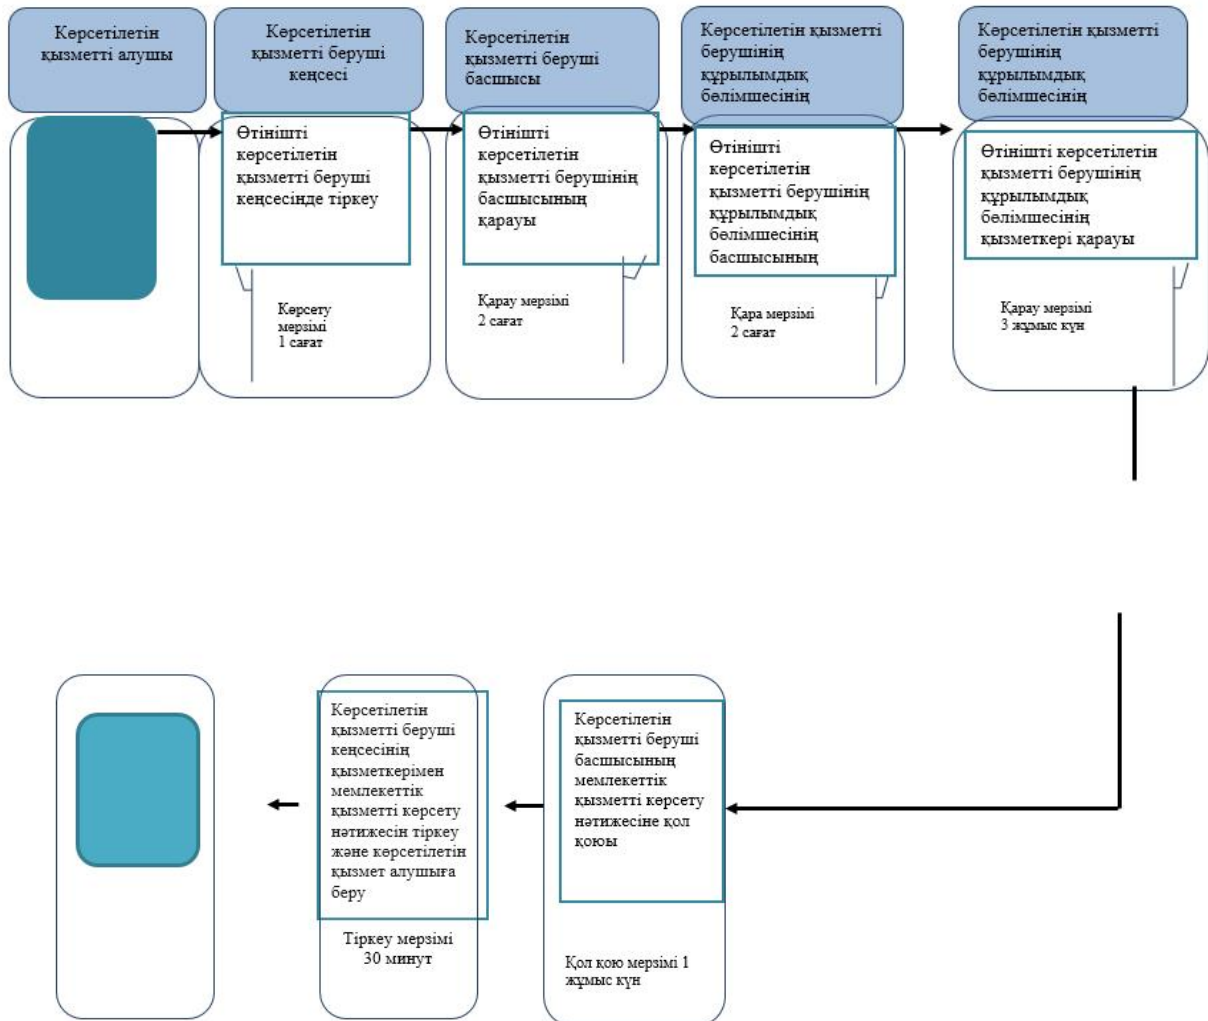 Көрсетілетін
қызметті алушы
Көрсетілетін
қызметті беруші
кеңсесі
Көрсетілетін
қызметті беруші
басшысы
Көрсетілетін қызметті
берушінің
құрылымдық
бөлімшесінің
Көрсетілетін қызметті
берушінің
құрылымдық
бөлімшесінің
Өтінішті
көрсетілетін
қызметті беруші
кеңсесінде тіркеу
Өтінішті
көрсетілетін
қызметті берушінің
басшысының
қарауы
Өтінішті
көрсетілетін
қызметті берушінің
құрылымдық
бөлімшесінің
басшысының
Өтінішті көрсетілетін
қызметті берушінің
құрылымдық
бөлімшесінің
қызметкері қарауы
Көрсету
мерзімі
1 сағат
Қарау мерзімі
2 сағат
Қара мерзімі
2 сағат
Қарау мерзімі
3 жұмыс күн
Көрсетілетін
қызметті беруші
кеңсесінің
қызметкерімен
мемлекеттік
қызметті көрсету
нәтижесін тіркеу
және көрсетілетін
қызмет алушыға
беру
Тіркеу мерзімі
30 минут
Көрсетілетін
қызметті беруші
басшысының
мемлекеттік
қызметті көрсету
нәтижесіне қол
қоюы
Қол қою мерзімі 1
жұмыс күн